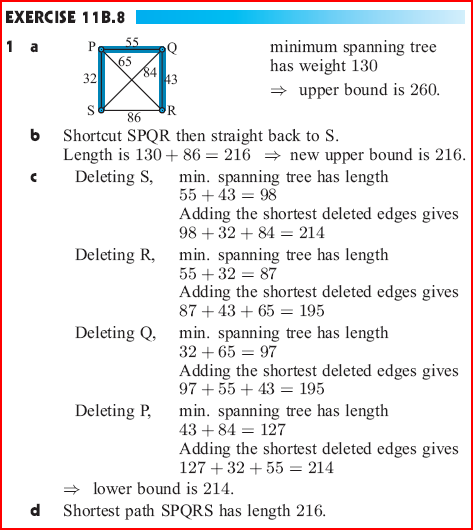 EXERCISE 11B.8
1 a
P 55 Q
65
84
32 43
S R
86
minimum spanning tree
has weight 130
⇒ upper bound is 260.
b Shortcut SPQR then straight back to S.
Length is 130 + 86 = 216 ⇒ new upper bound is 216.
c Deleting S, min. spanning tree has length
55 + 43 = 98
Adding the shortest deleted edges gives
98 + 32 + 84 = 214
Deleting R, min. spanning tree has length
55 + 32 = 87
Adding the shortest deleted edges gives
87 + 43 + 65 = 195
Deleting Q, min. spanning tree has length
32 + 65 = 97
Adding the shortest deleted edges gives
97 + 55 + 43 = 195
Deleting P, min. spanning tree has length
43 + 84 = 127
Adding the shortest deleted edges gives
127 + 32 + 55 = 214
⇒ lower bound is 214.
d Shortest path SPQRS has length 216.